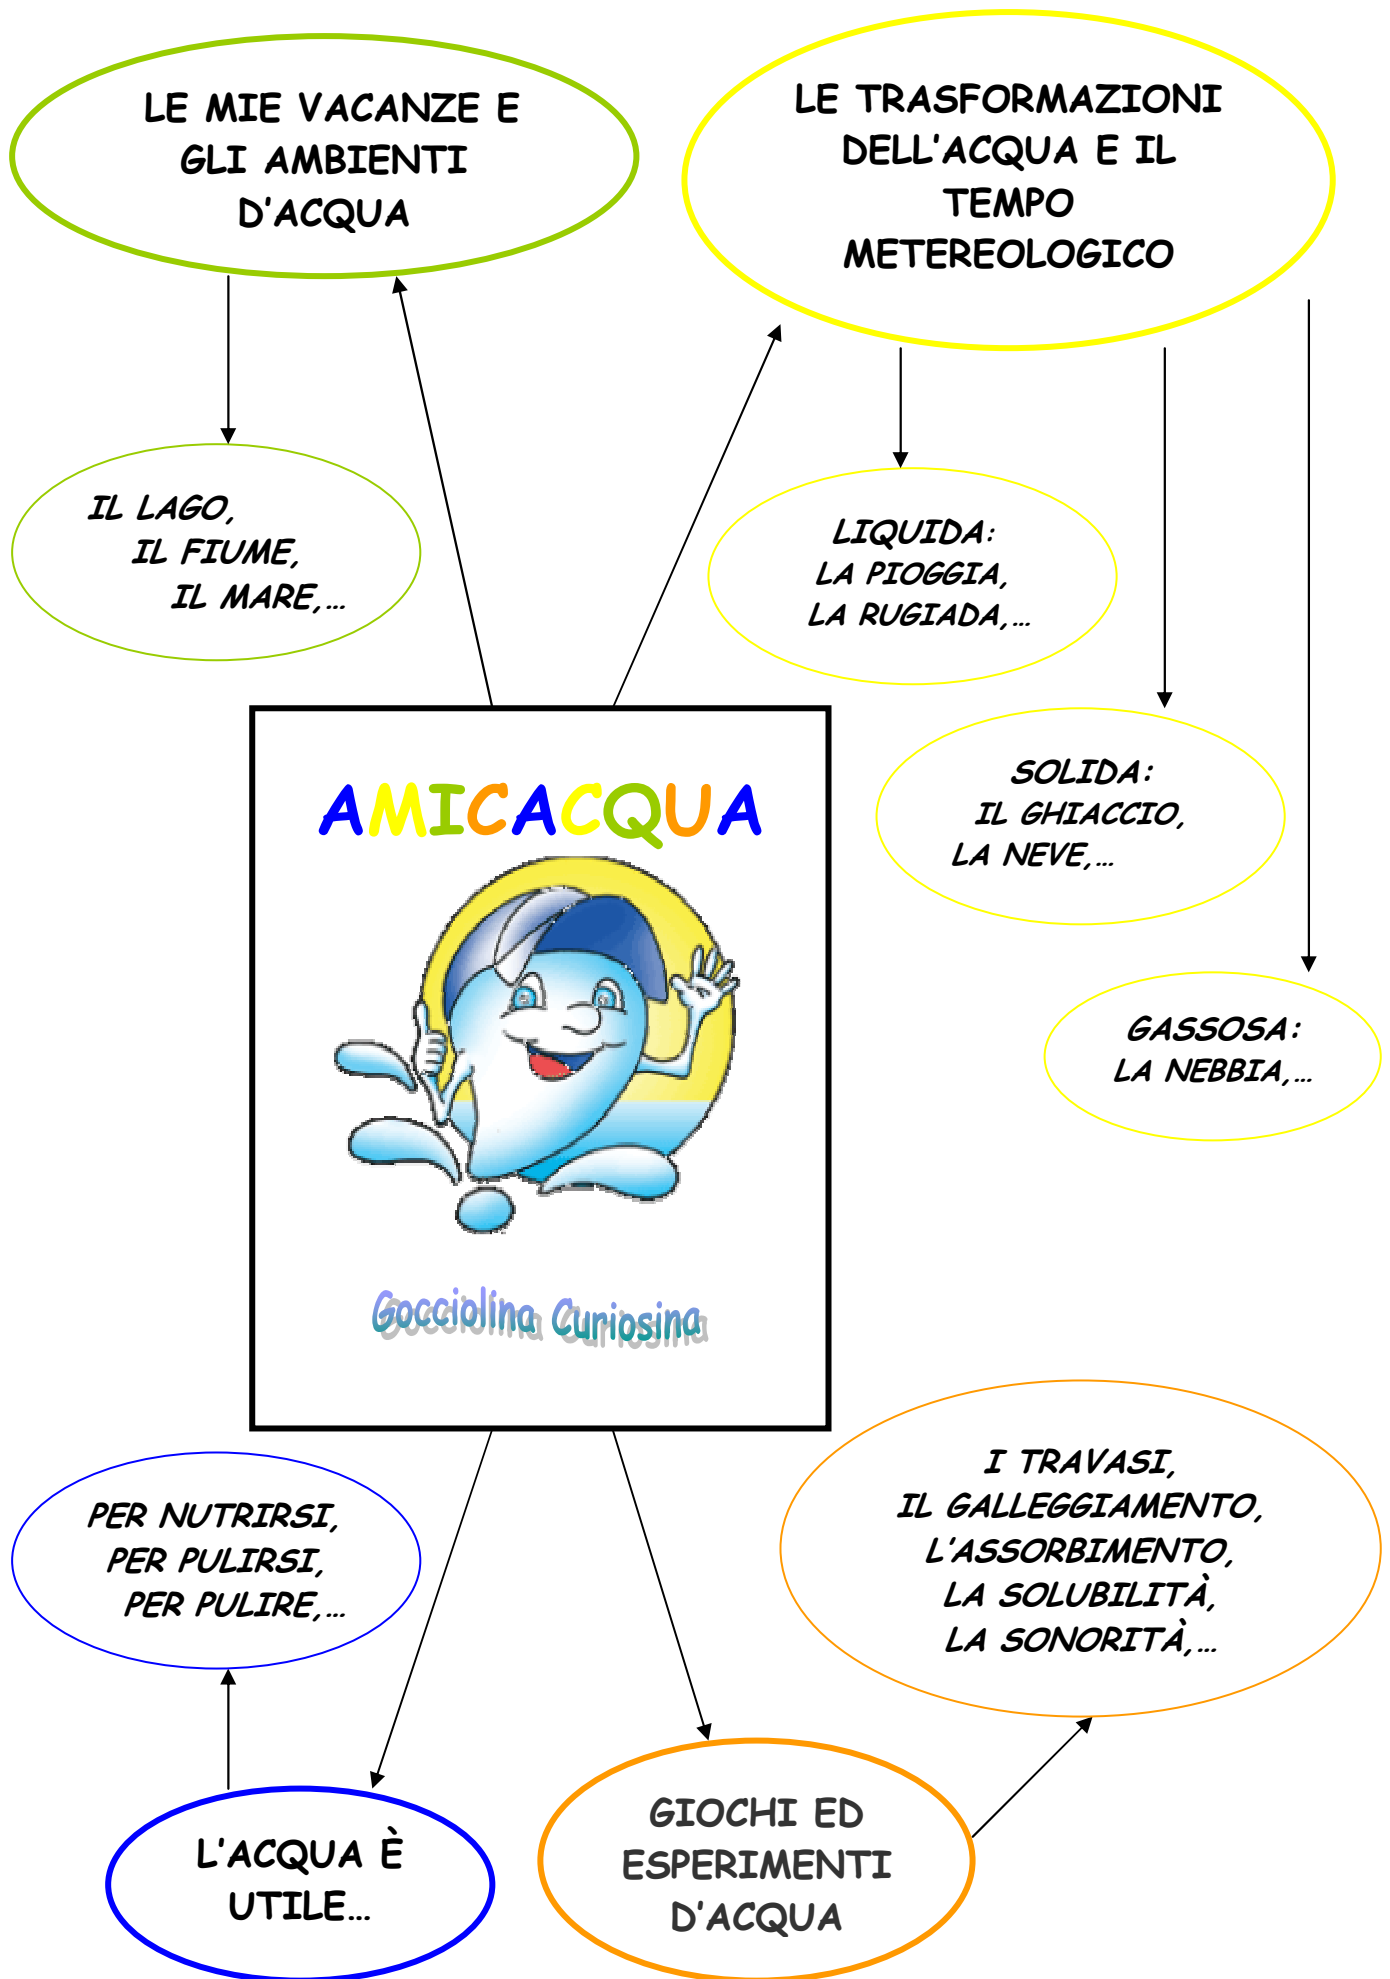 LE MIE VACANZE E
GLI AMBIENTI
D'ACQUA
LE TRASFORMAZIONI
DELL'ACQUA E IL
TEMPO
METEREOLOGICO
IL LAGO,
IL FIUME,
IL MARE,…
LIQUIDA:
LA PIOGGIA,
LA RUGIADA,…
SOLIDA:
IL GHIACCIO,
LA NEVE,…
GASSOSA:
LA NEBBIA,…
AMICACQUA
Gocciolina Curiosina
PER NUTRIRSI,
PER PULIRSI,
PER PULIRE,…
I TRAVASI,
IL GALLEGGIAMENTO,
L'ASSORBIMENTO,
LA SOLUBILITÀ,
LA SONORITÀ,…
L'ACQUA È
UTILE…
GIOCHI ED
ESPERIMENTI
D'ACQUA